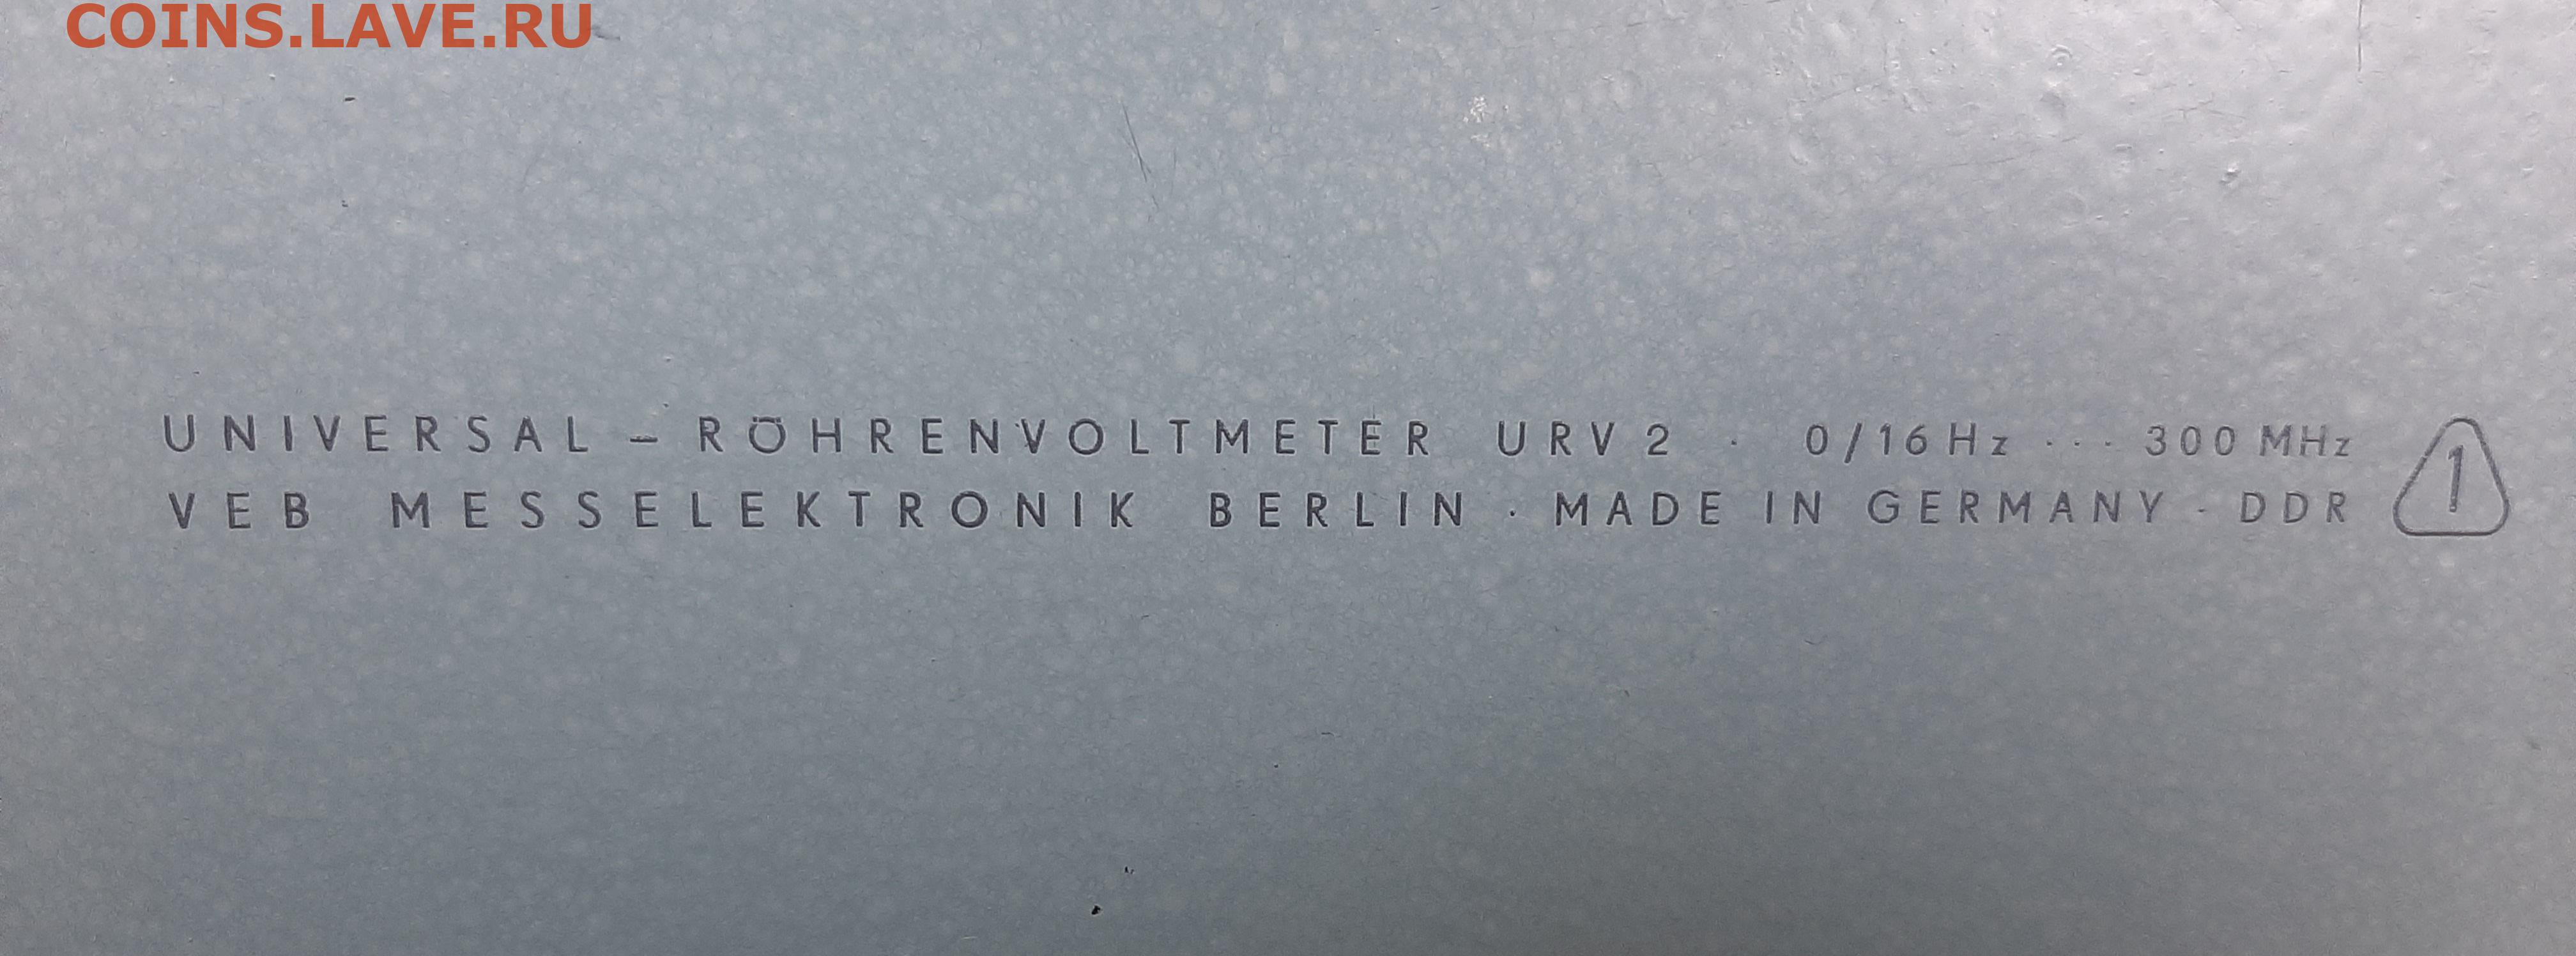 COINS.LAVE.RU
UNIVERSAL – RÖHRENVOLTMETER URV 2 · 0/16 Hz ··· 300 MHz
VEB MESSELEKTRONIK BERLIN · MADE IN GERMANY · DDR
1